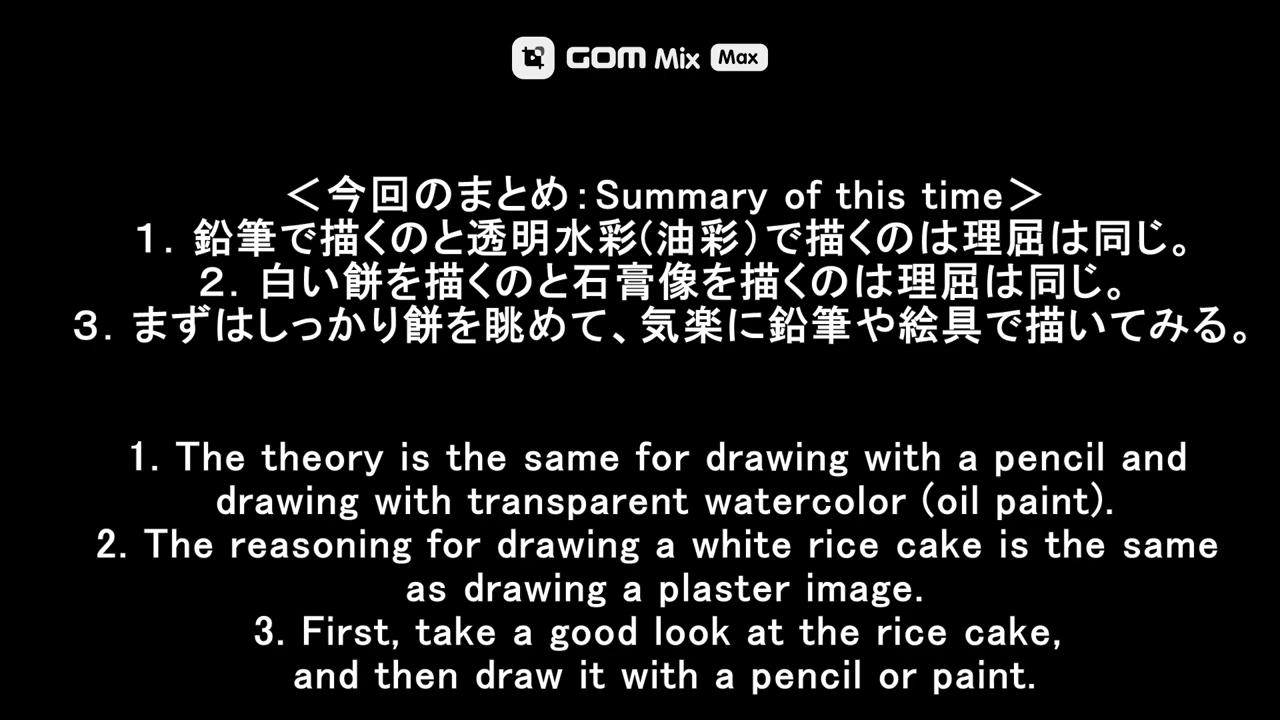 GOM Mix Max
＜今回のまとめ：Summary of this time＞
１．鉛筆で描くのと透明水彩（油彩）で描くのは理屈は同じ。
２．白い餅を描くのと石膏像を描くのは理屈は同じ。
３．まずはしっかり餅を眺めて、気楽に鉛筆や絵具で描いてみる。
1. The theory is the same for drawing with a pencil and
drawing with transparent watercolor (oil paint).
2. The reasoning for drawing a white rice cake is the same
as drawing a plaster image.
3. First, take a good look at the rice cake,
and then draw it with a pencil or paint.